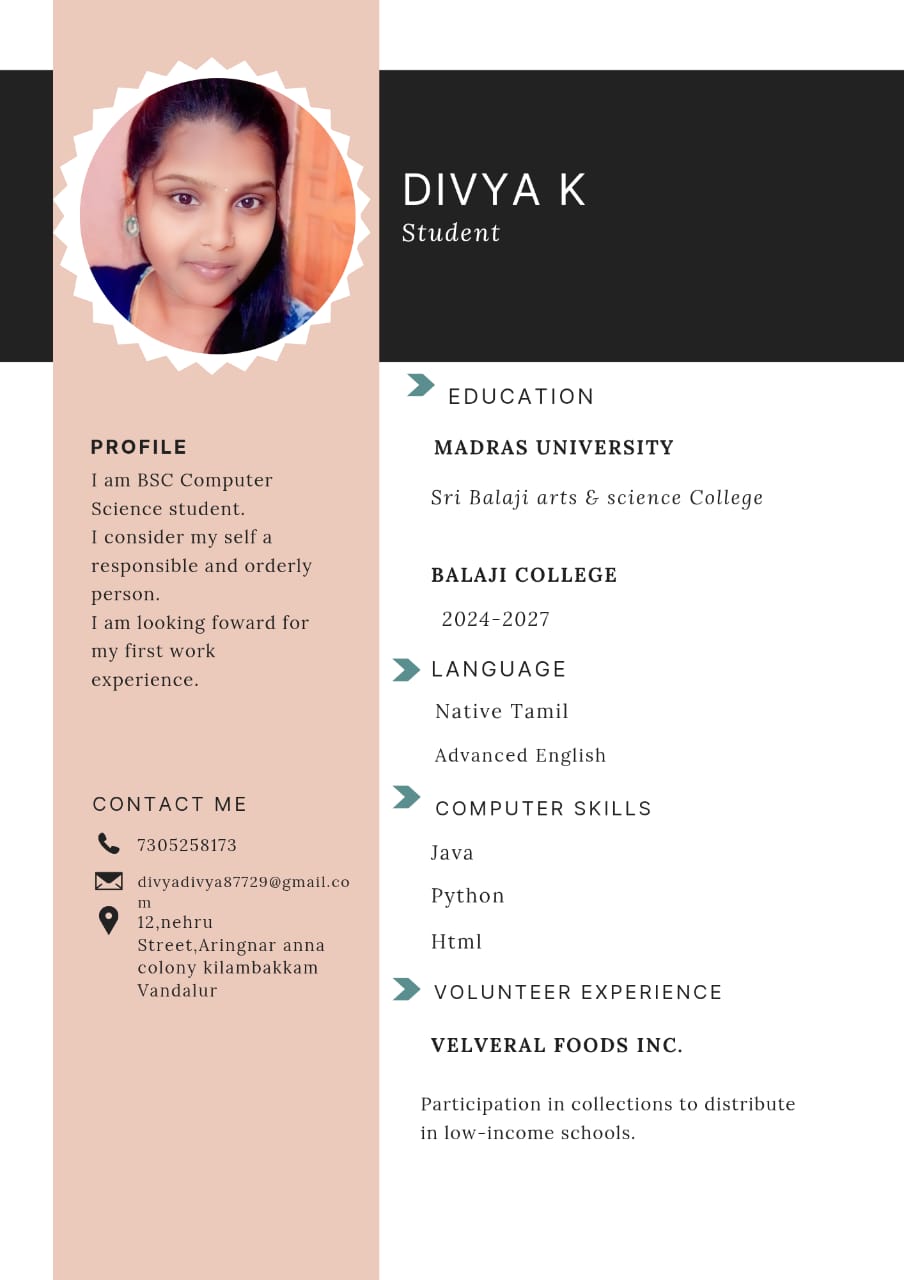 DIVYA K
Student
PROFILE
I am BSC Computer
Science student.
I consider my self a
responsible and orderly
person.
I am looking foward for
my first work
experience.
CONTACT ME
7305258173
divyadivya87729@gmail.co
m
12,nehru
Street,Aringnar anna
colony kilambakkam
Vandalur
EDUCATION
MADRAS UNIVERSITY
Sri Balaji arts & science College
BALAJI COLLEGE
2024-2027
LANGUAGE
Native Tamil
Advanced English
COMPUTER SKILLS
Java
Python
Html
VOLUNTEER EXPERIENCE
VELVERAL FOODS INC.
Participation in collections to distribute
in low-income schools.